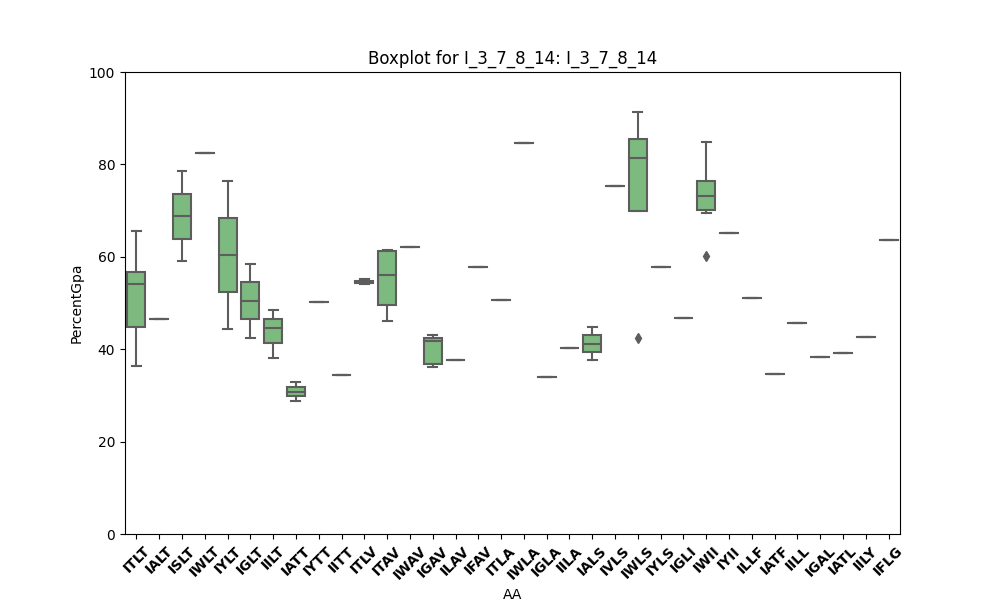 Boxplot for I_3_7_8_14: I_3_7_8_14
PercentGpa
100
80
60
40
20
0
ITLT IALT ISLT IWLT IYLT IGLT IILT IATT IYTT IITT ITLV ITAV IWAV IGAV ILAV IFAV ITLA IWLA IGLA IILA IALS IVLS IWLS IYLS IGLI IWII IYII ILLF IATF IILL IGAL IATL IILY IFLG
AA